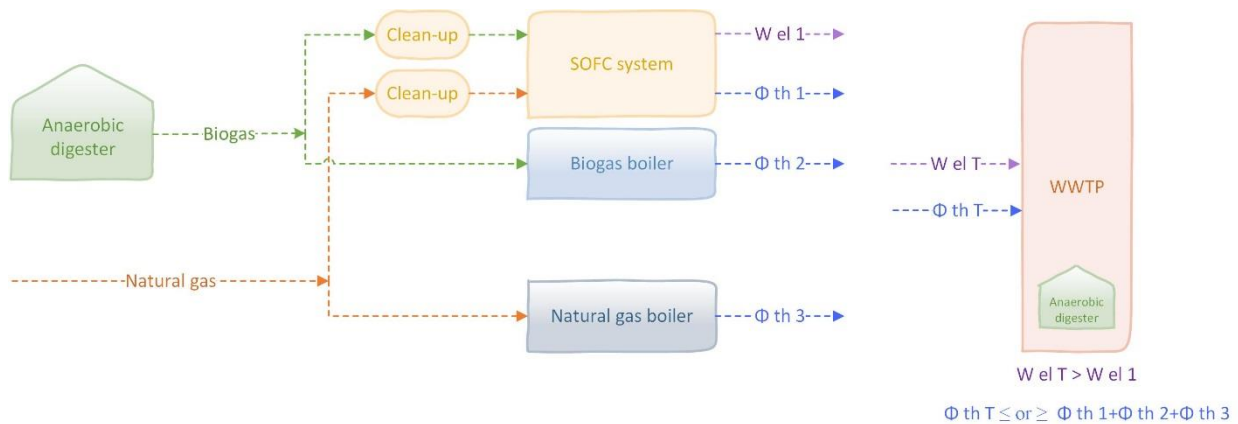 Clean-up
W el 1
SOFC system
Clean-up
Φ th 1
Anaerobic
digester
Biogas
Biogas boiler
Φ th 2
W el T
WWTP
Φ th T
Natural gas
Natural gas boiler
Φ th 3
Anaerobic
digester
W el T > W el 1
Φ th T ≤ or ≥ Φ th 1+Φ th 2+Φ th 3